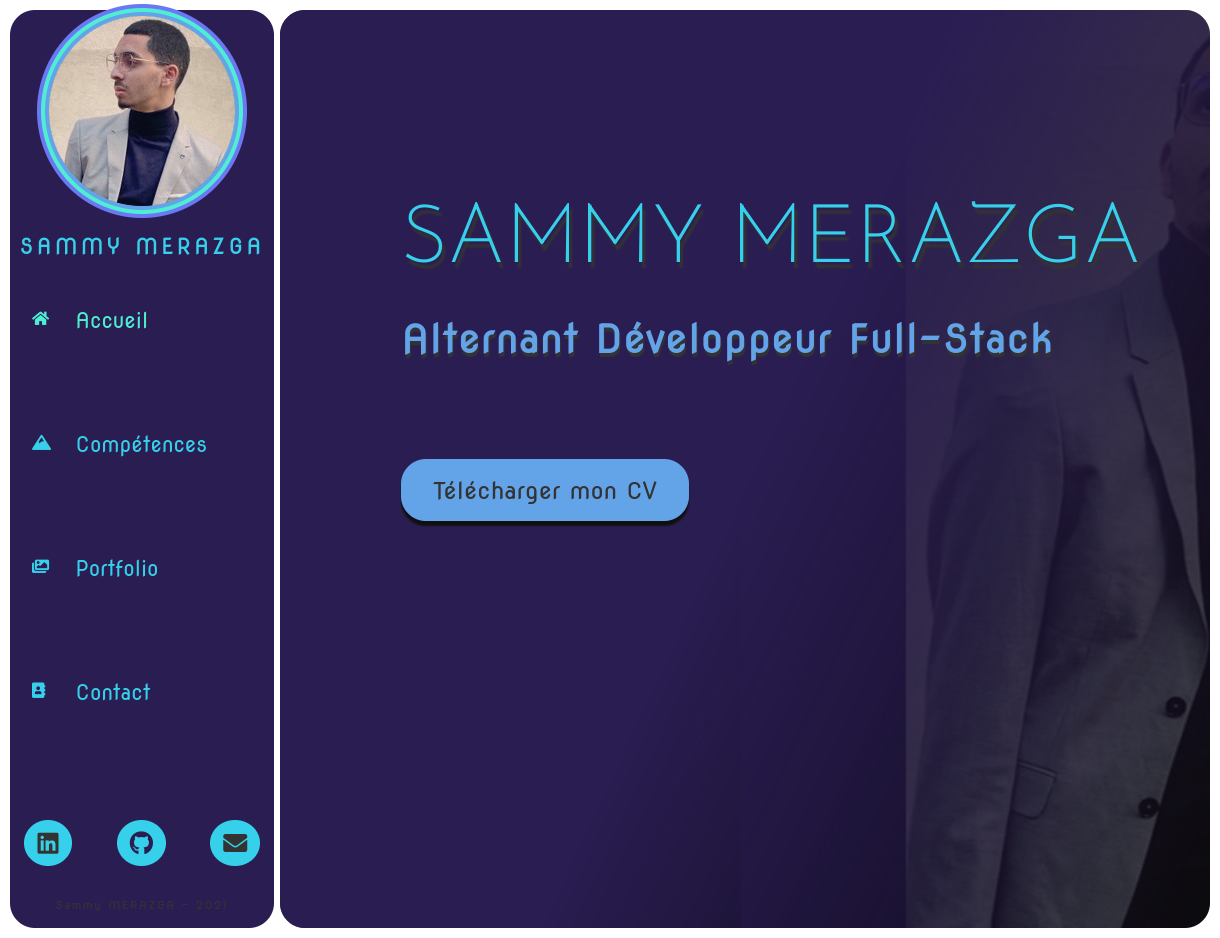 SAMMY MERAZGA
Accueil
Compétences
Portfolio
Contact
Sammy MERAZGA - 2021
SAMMY MERAZGA
Alternant Développeur Full-Stack
Télécharger mon CV